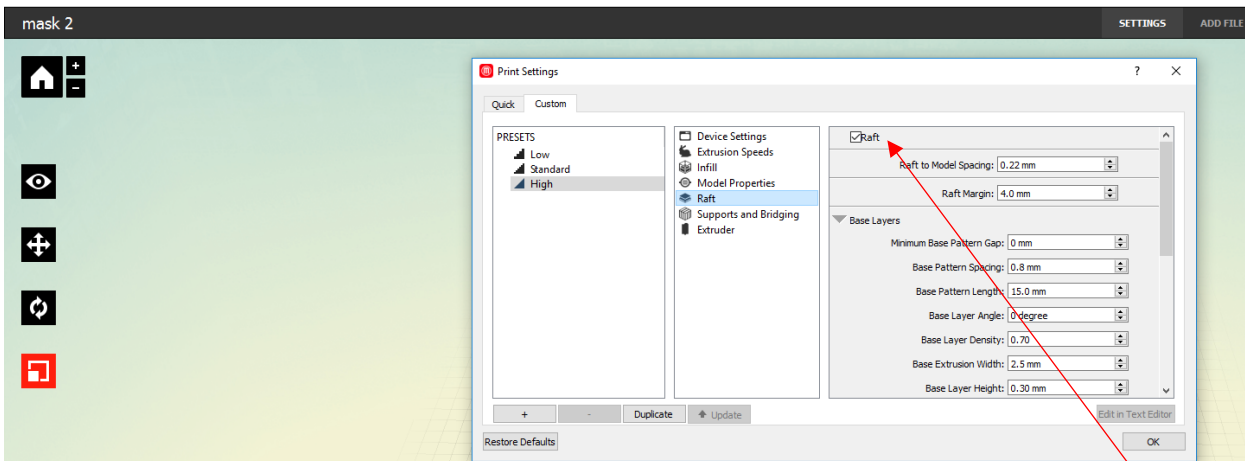 mask 2
SETTINGS
ADD FILE
+
-
Print Settings
?
Quick
Custom
PRESETS
Low
Standard
High
Device Settings
Extrusion Speeds
Infill
Model Properties
Raft
Supports and Bridging
Extruder
Raft
Raft to Model Spacing: 0.22 mm
Raft Margin: 4.0 mm
Base Layers
Minimum Base Pattern Gap: 0 mm
Base Pattern Spacing: 0.8 mm
Base Pattern Length: 15.0 mm
Base Layer Angle: 0 degree
Base Layer Density: 0.70
Base Extrusion Width: 2.5 mm
Base Layer Height: 0.30 mm
+
-
Duplicate
Update
Edit in Text Editor
Restore Defaults
OK